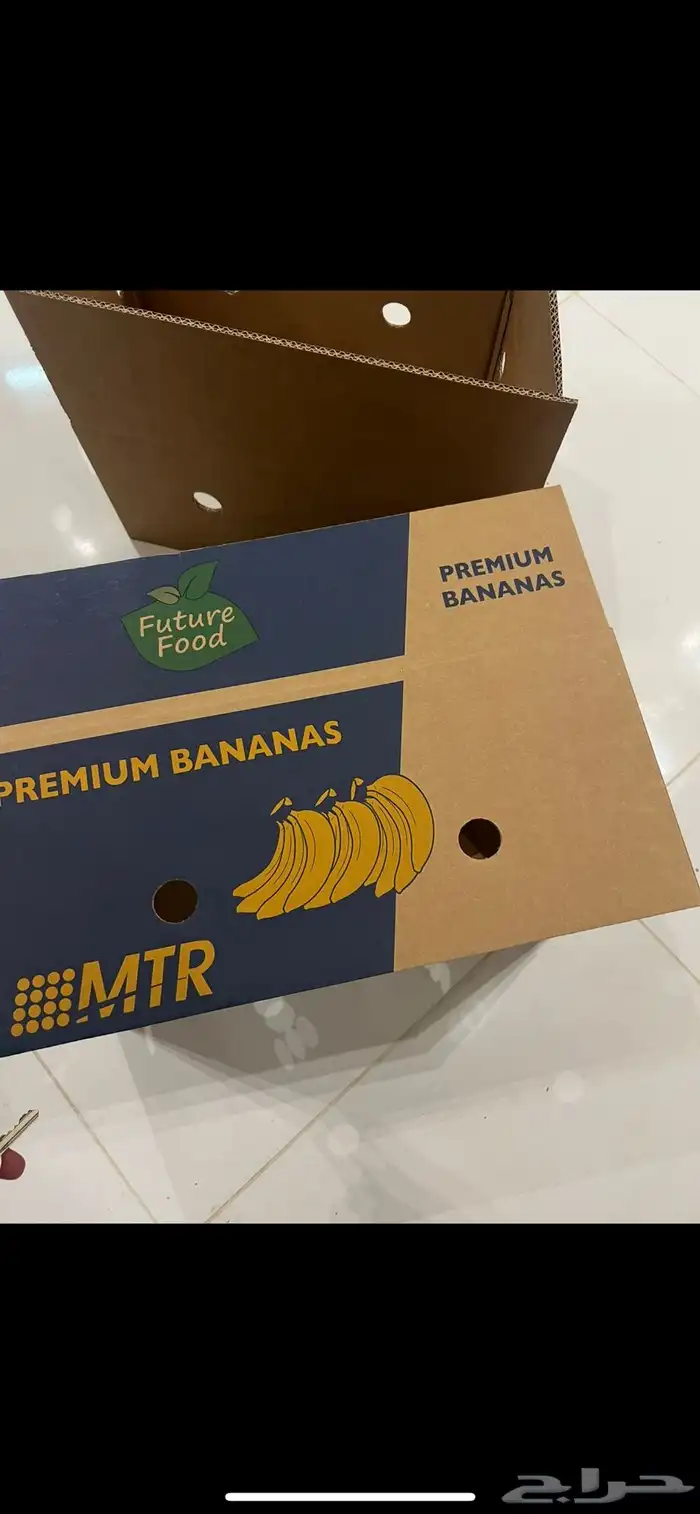 Future
Food
PREMIUM
BANANAS
PREMIUM BANANAS
MTR
حراج